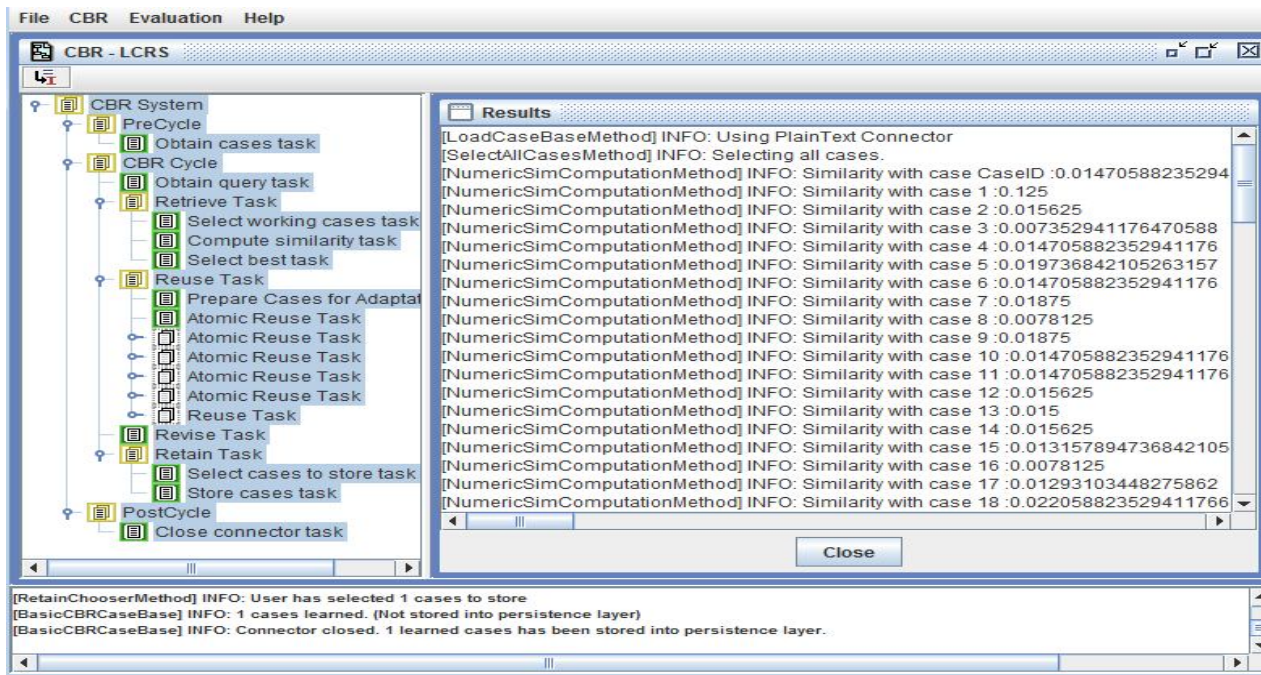 File CBR Evaluation Help
CBR - LCRS
CBR System
PreCycle
Obtain cases task
CBR Cycle
Obtain query task
Retrieve Task
Select working cases task
Compute similarity task
Select best task
Reuse Task
Prepare Cases for Adaptat
Atomic Reuse Task
Atomic Reuse Task
Atomic Reuse Task
Atomic Reuse Task
Atomic Reuse Task
Reuse Task
Revise Task
Retain Task
Select cases to store task
Store cases task
PostCycle
Close connector task
Results
[LoadCaseBaseMethod] INFO: Using PlainText Connector
[SelectAllCasesMethod] INFO: Selecting all cases.
[NumericSimComputationMethod] INFO: Similarity with case CaseID :0.01470588235294
[NumericSimComputationMethod] INFO: Similarity with case 1 :0.125
[NumericSimComputationMethod] INFO: Similarity with case 2 :0.015625
[NumericSimComputationMethod] INFO: Similarity with case 3 :0.007352941176470588
[NumericSimComputationMethod] INFO: Similarity with case 4 :0.014705882352941176
[NumericSimComputationMethod] INFO: Similarity with case 5 :0.019736842105263157
[NumericSimComputationMethod] INFO: Similarity with case 6 :0.014705882352941176
[NumericSimComputationMethod] INFO: Similarity with case 7 :0.01875
[NumericSimComputationMethod] INFO: Similarity with case 8 :0.0078125
[NumericSimComputationMethod] INFO: Similarity with case 9 :0.01875
[NumericSimComputationMethod] INFO: Similarity with case 10 :0.014705882352941176
[NumericSimComputationMethod] INFO: Similarity with case 11 :0.014705882352941176
[NumericSimComputationMethod] INFO: Similarity with case 12 :0.015625
[NumericSimComputationMethod] INFO: Similarity with case 13 :0.015
[NumericSimComputationMethod] INFO: Similarity with case 14 :0.015625
[NumericSimComputationMethod] INFO: Similarity with case 15 :0.013157894736842105
[NumericSimComputationMethod] INFO: Similarity with case 16 :0.0078125
[NumericSimComputationMethod] INFO: Similarity with case 17 :0.01293103448275862
[NumericSimComputationMethod] INFO: Similarity with case 18 :0.022058823529411766
Close
[RetainChooserMethod] INFO: User has selected 1 cases to store
[BasicCBRCaseBase] INFO: 1 cases learned. (Not stored into persistence layer)
[BasicCBRCaseBase] INFO: Connector closed. 1 learned cases has been stored into persistence layer.